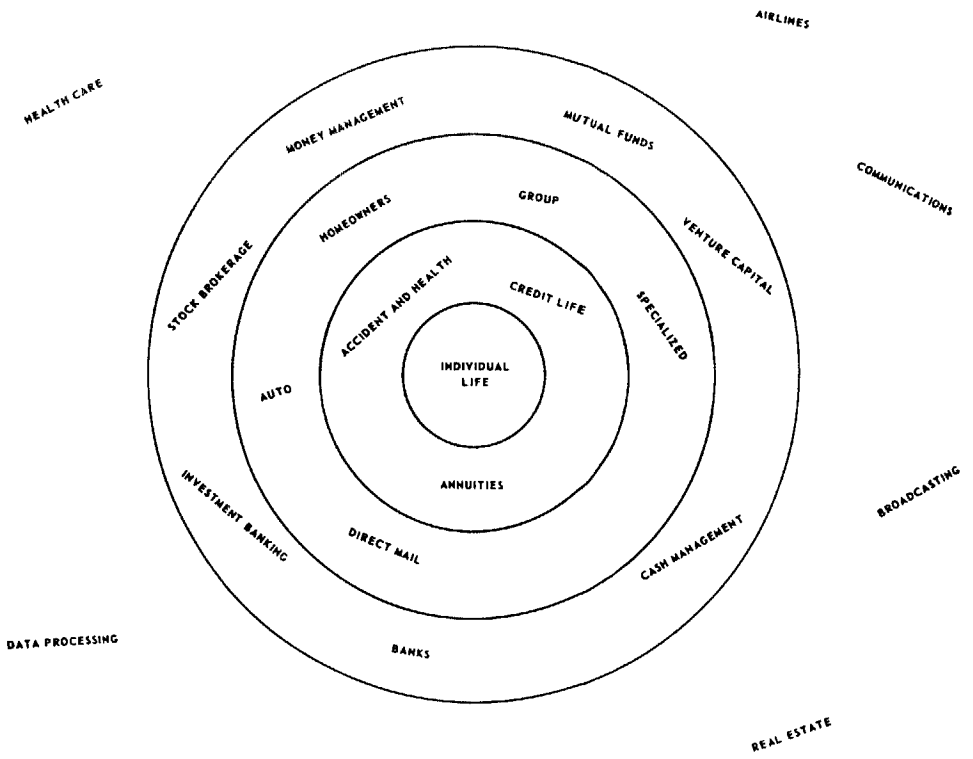 AIRLINES
HEALTH CARE
MONEY MANAGEMENT
MUTUAL FUNDS
COMMUNICATIONS
HOMEOWNERS
GROUP
VENTURE CAPITAL
STOCK BROKERAGE
ACCIDENT AND HEALTH
CREDIT LIFE
SPECIALIZED
INDIVIDUAL
LIFE
AUTO
ANNUITIES
INVESTMENT BANKING
BROADCASTING
DIRECT MAIL
CASH MANAGEMENT
DATA PROCESSING
BANKS
REAL ESTATE